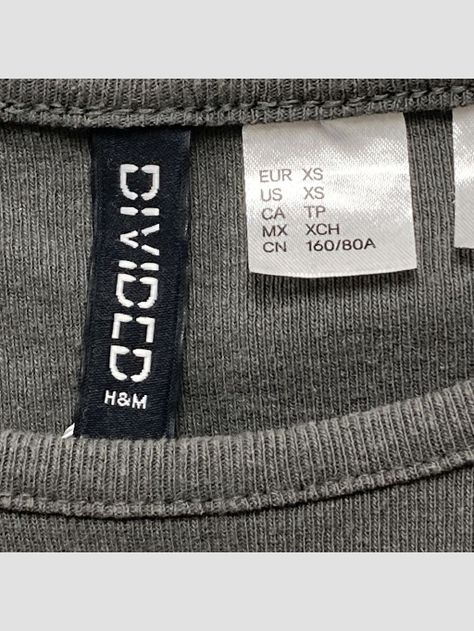 DIVIDED
H&M
EUR XS
US XS
CA TP
MX XCH
CN 160/80A